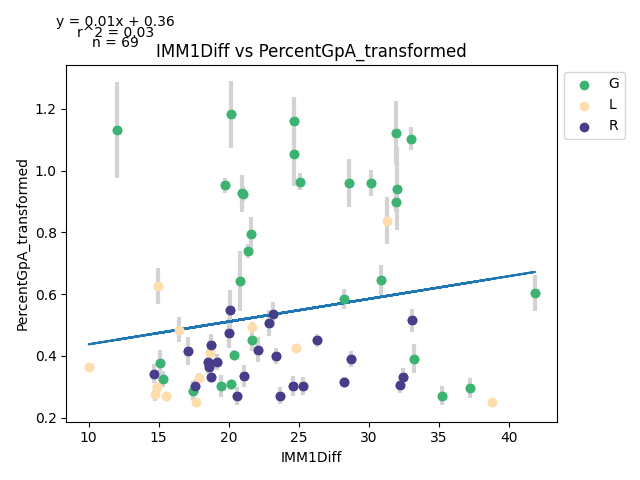 y = 0.01x + 0.36
r^2 = 0.03
n = 69
IMM1Diff vs PercentGpA_transformed
G
L
R
1.2
1.0
0.8
0.6
0.4
0.2
PercentGpA_transformed
10 15 20 25 30 35 40
IMM1Diff